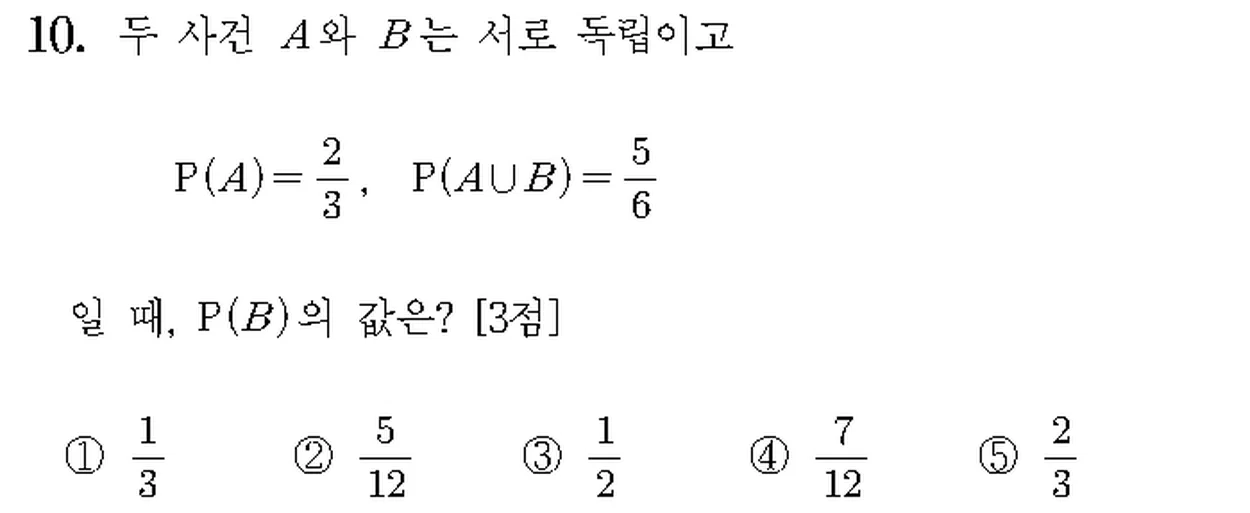 10. 두 사건 A와 B는 서로 독립이고
P(A) = 2/3, P(A∪B) = 5/6
일 때, P(B)의 값은? [3점]
① 1/3 ② 5/12 ③ 1/2 ④ 7/12 ⑤ 2/3